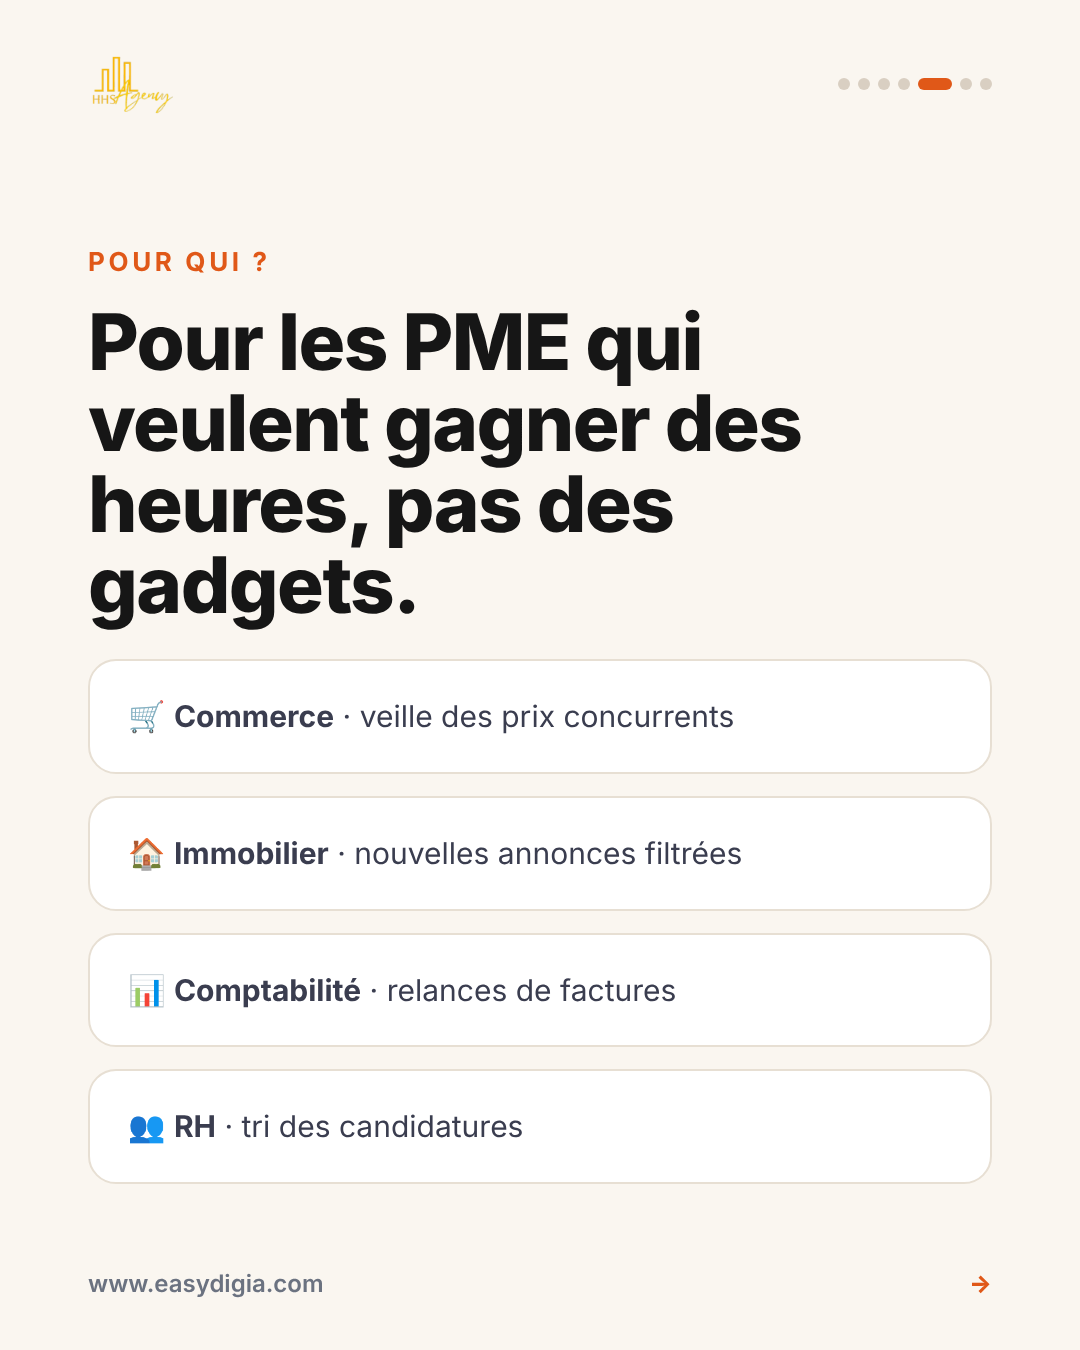 HHS Agency
POUR QUI ?
Pour les PME qui
veulent gagner des
heures, pas des
gadgets.
🛒 Commerce · veille des prix concurrents
🏠 Immobilier · nouvelles annonces filtrées
📊 Comptabilité · relances de factures
👥 RH · tri des candidatures
www.easydigia.com →